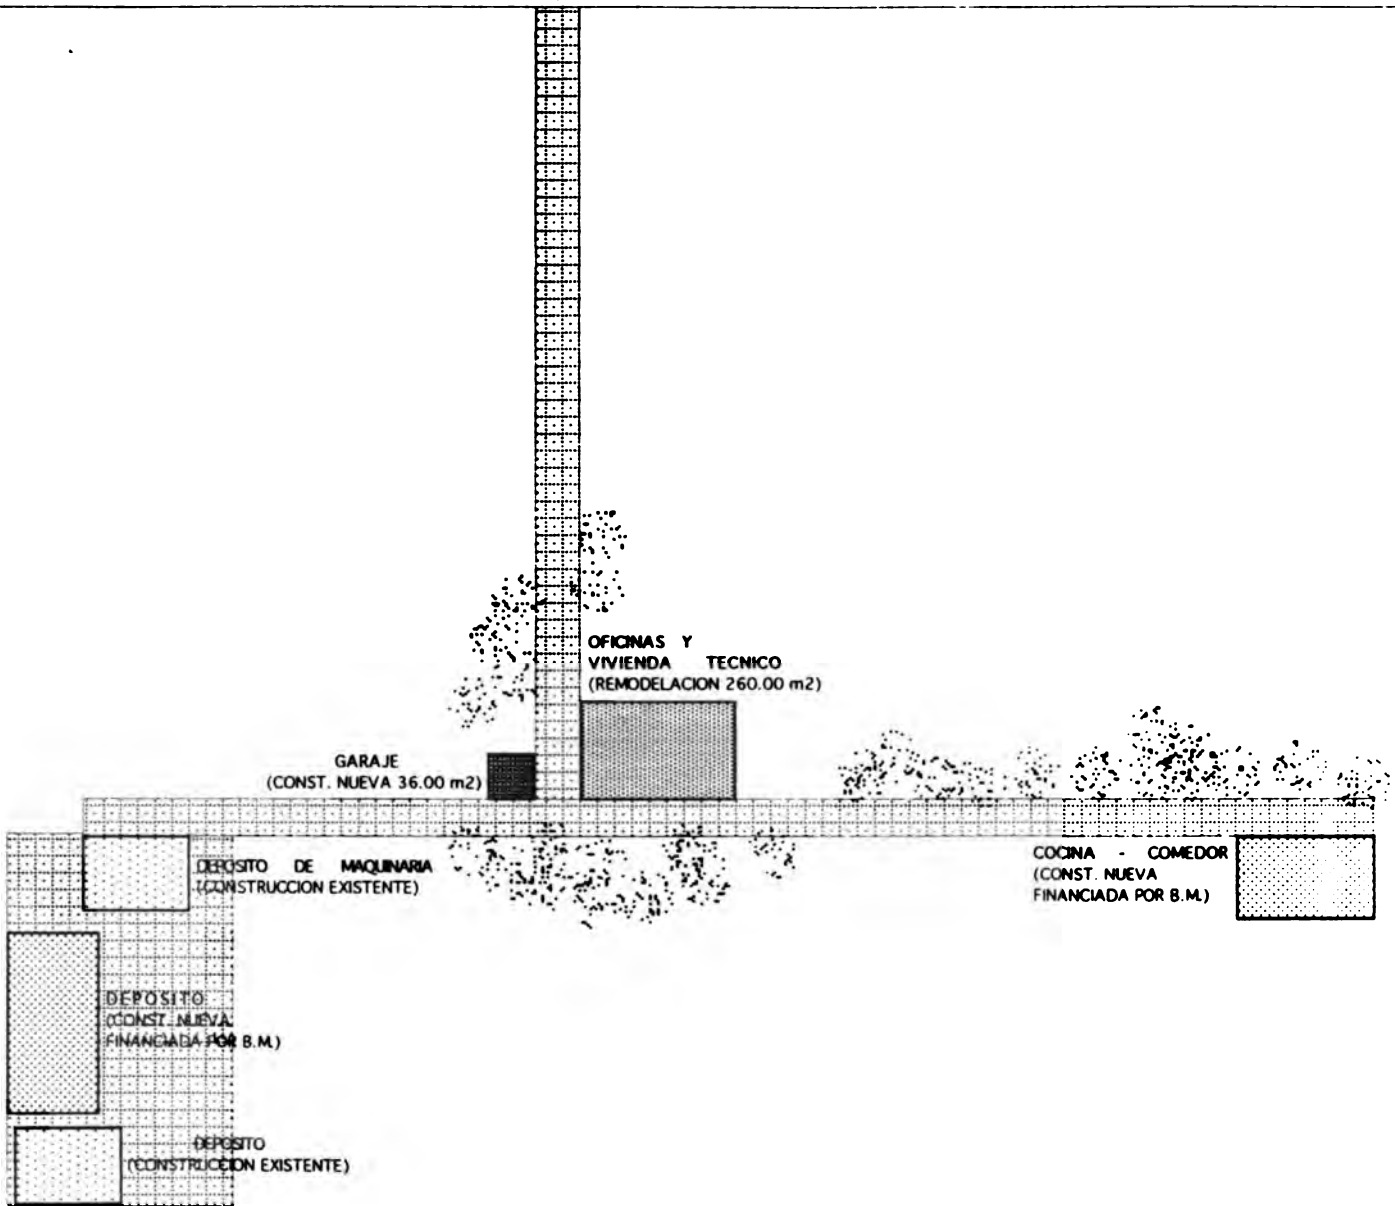 OFICINAS Y
VIVIENDA TECNICO
(REMODELACION 260.00 m2)
GARAJE
(CONST. NUEVA 36.00 m2)
DEPOSITO DE MAQUINARIA
(CONSTRUCCION EXISTENTE)
COCINA - COMEDOR
(CONST. NUEVA
FINANCIADA POR B.M.)
DEPOSITO
(CONST. NUEVA
FINANCIADA POR B.M.)
DEPOSITO
(CONSTRUCCION EXISTENTE)